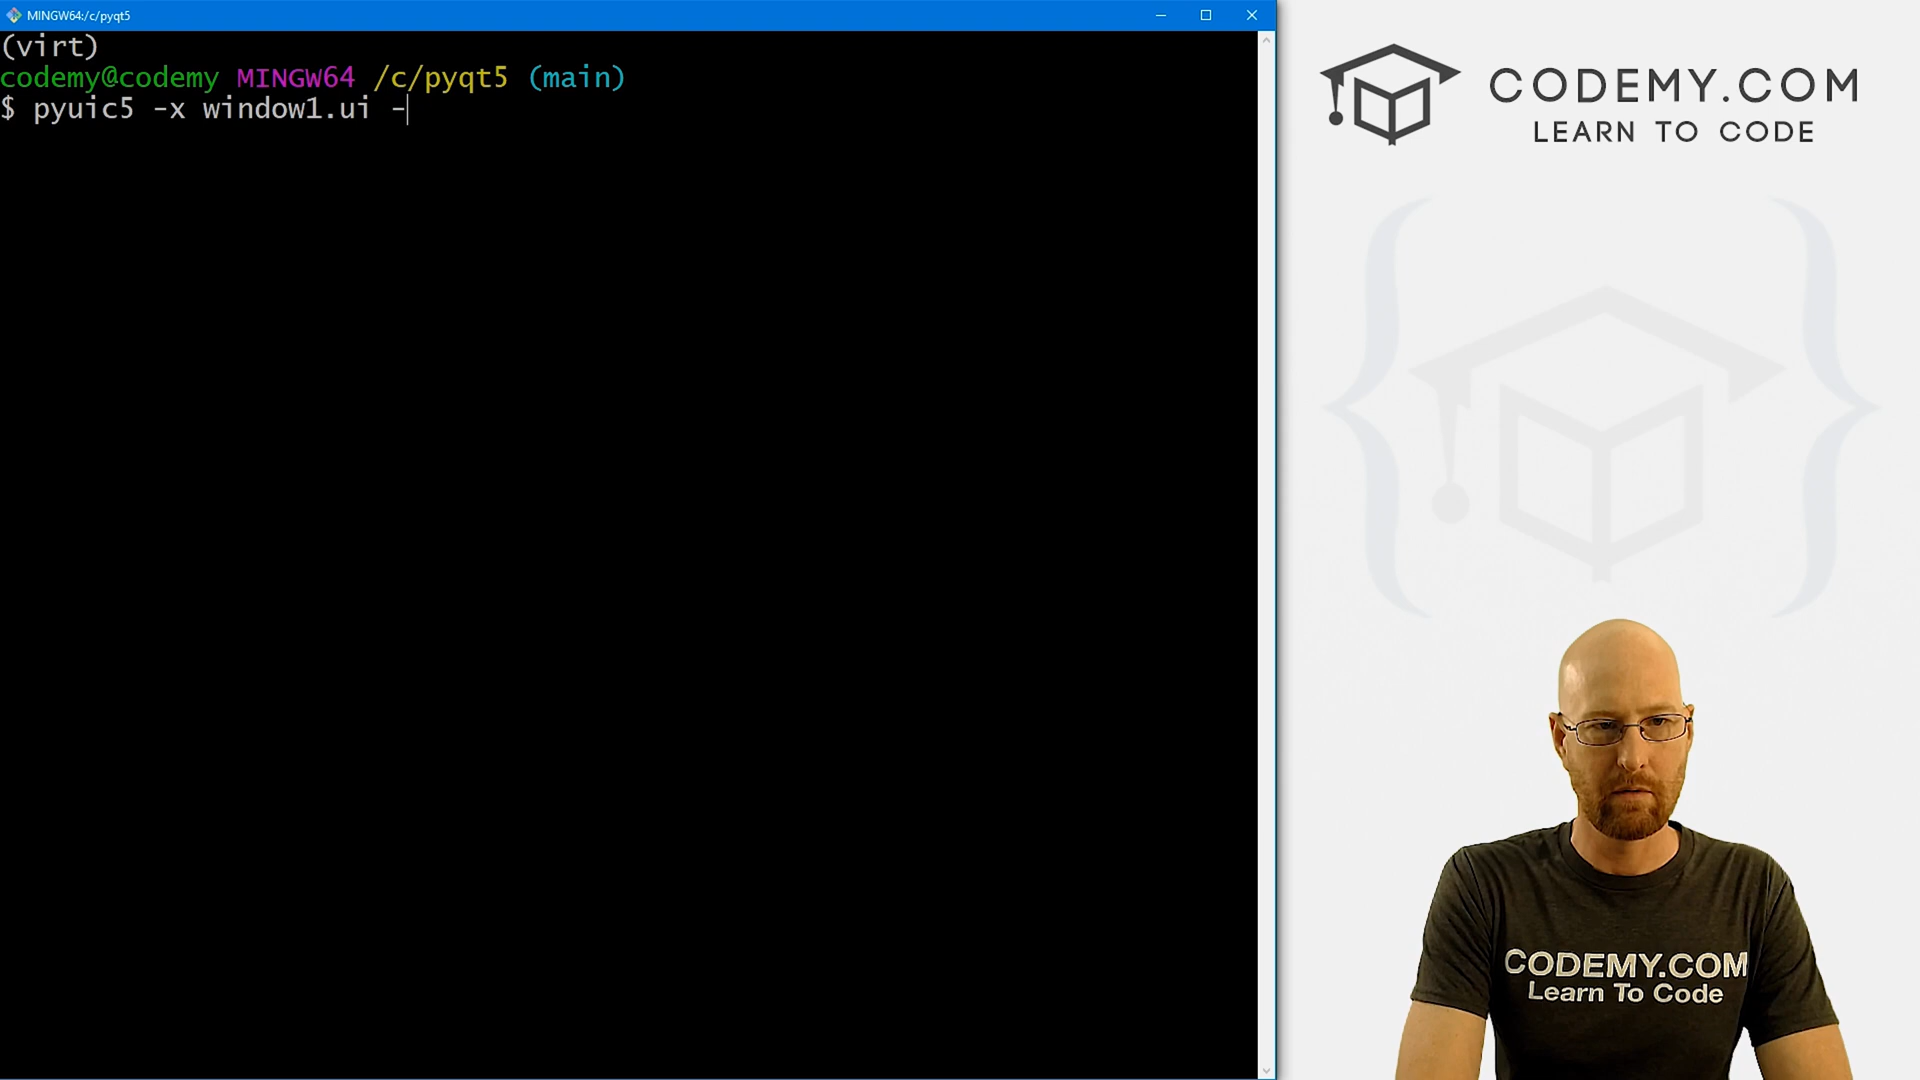 MINGW64:/c/pyqt5
(virt)
codemy@codemy MINGW64 /c/pyqt5 (main)
$ pyuic5 -x window1.ui -
CODEMY.COM
LEARN TO CODE
CODEMY.COM
Learn To Code